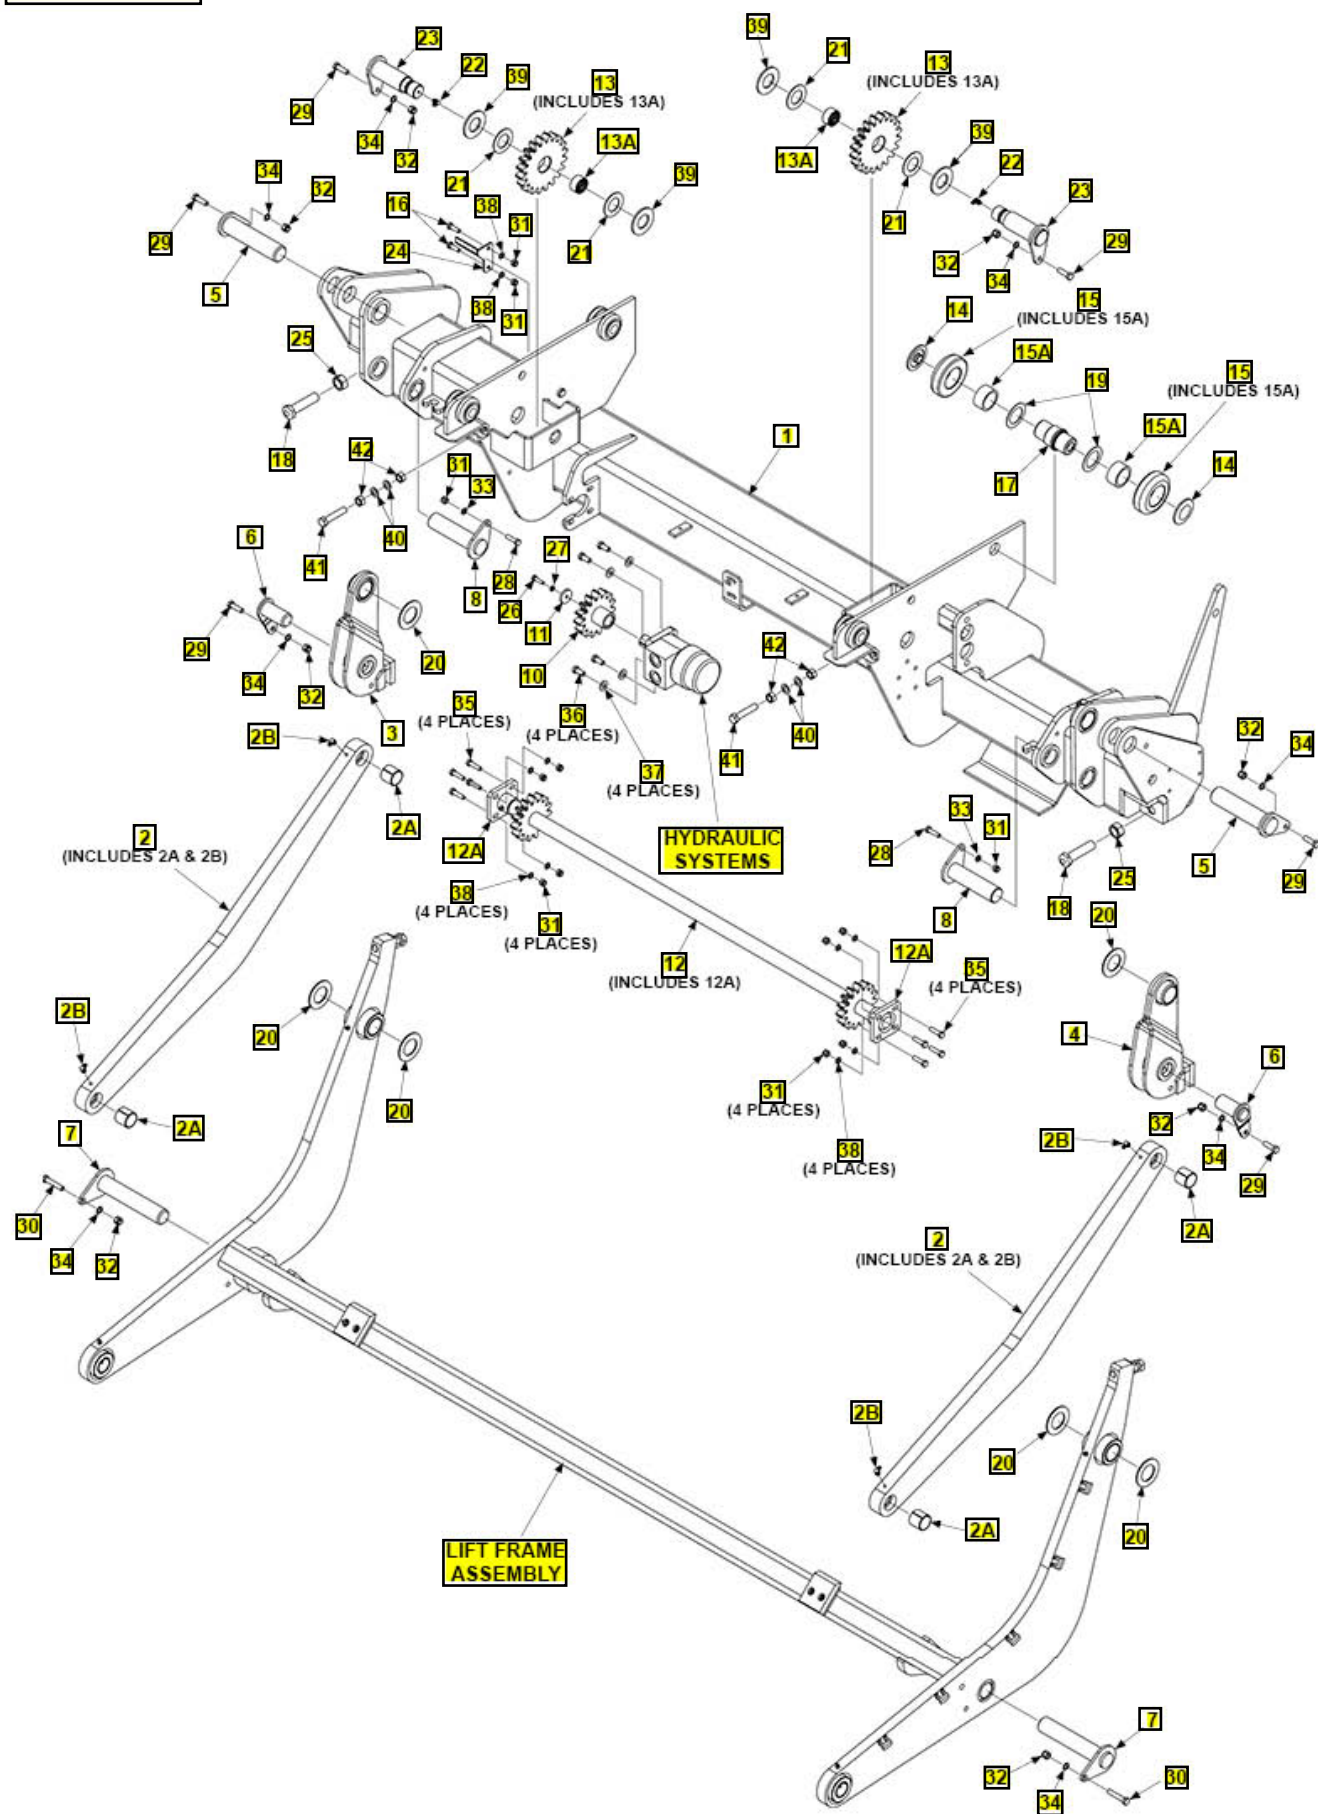 39
21
13
(INCLUDES 13A)
23
22
39
13
(INCLUDES 13A)
29
34
32
21
13A
39
21
13A
39
22
21
23
32
34
29
34
32
29
5
16
38
31
24
38
31
15
(INCLUDES 15A)
14
15A
19
15
(INCLUDES 15A)
15A
17
14
25
18
1
42
31
33
41
40
6
8
28
27
26
11
10
29
34
32
20
3
42
41
40
35
(4 PLACES)
36
(4 PLACES)
37
(4 PLACES)
2B
2A
2
(INCLUDES 2A & 2B)
12A
HYDRAULIC
SYSTEMS
32
34
33
31
28
5
29
25
18
8
38
(4 PLACES)
31
(4 PLACES)
12
(INCLUDES 12A)
12A
35
(4 PLACES)
20
20
20
2B
2A
4
6
31
(4 PLACES)
38
(4 PLACES)
32
34
29
7
30
34
32
2B
2A
2
(INCLUDES 2A & 2B)
2B
2A
20
20
LIFT FRAME
ASSEMBLY
7
32
34
30